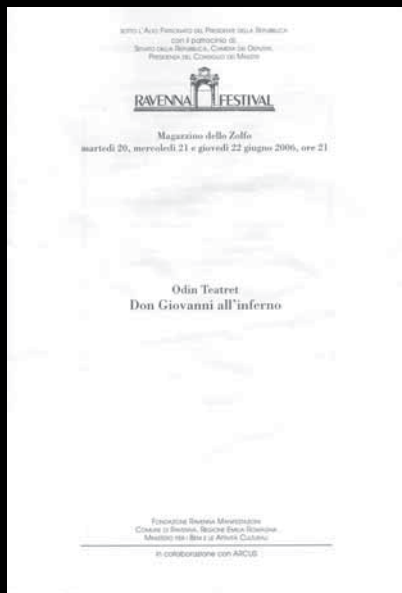 SOTTO L'ALTO PATRONATO DEL PRESIDENTE DELLA REPUBBLICA
con il patrocinio di
SENATO DELLA REPUBBLICA, CAMERA DEI DEPUTATI,
PRESIDENZA DEL CONSIGLIO DEI MINISTRI
RAVENNA FESTIVAL
Magazzino dello Zolfo
martedì 20, mercoledì 21 e giovedì 22 giugno 2006, ore 21
Odin Teatret
Don Giovanni all'inferno
FONDAZIONE RAVENNA MANIFESTAZIONI
COMUNE DI RAVENNA, REGIONE EMILIA ROMAGNA
MINISTERO PER I BENI E LE ATTIVITÀ CULTURALI
in collaborazione con ARCUS